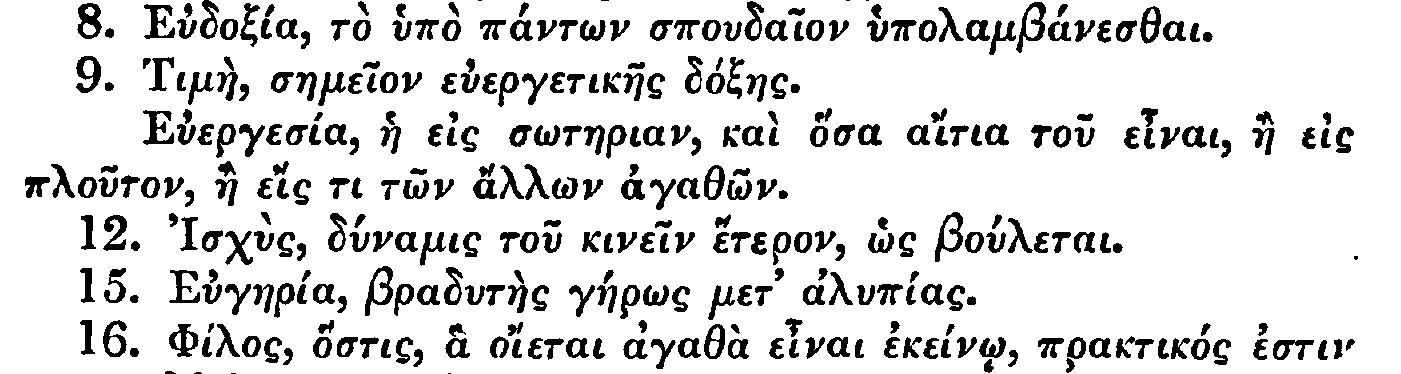 8. Εὐδοξία, τὸ ὑπὸ πάντων σπουδαῖον ὑπολαμβάνεσθαι.
9. Τιμὴ, σημεῖον εὐεργετικῆς δόξης.
Εὐεργεσία, ἡ εἰς σωτηριαν, καὶ ὅσα αἴτια τοῦ εἶναι, ἢ εἰς
πλοῦτον, ἢ εἴς τι τῶν ἄλλων ἀγαθῶν.
12. Ἰσχὺς, δύναμις τοῦ κινεῖν ἕτερον, ὡς βούλεται.
15. Εὐγηρία, βραδυτὴς γήρως μετ᾽ ἀλυπίας.
16. Φίλος, ὅστις, ἃ οἴεται ἀγαθὰ εἶναι ἐκείνῳ, πρακτικός ἐστιν